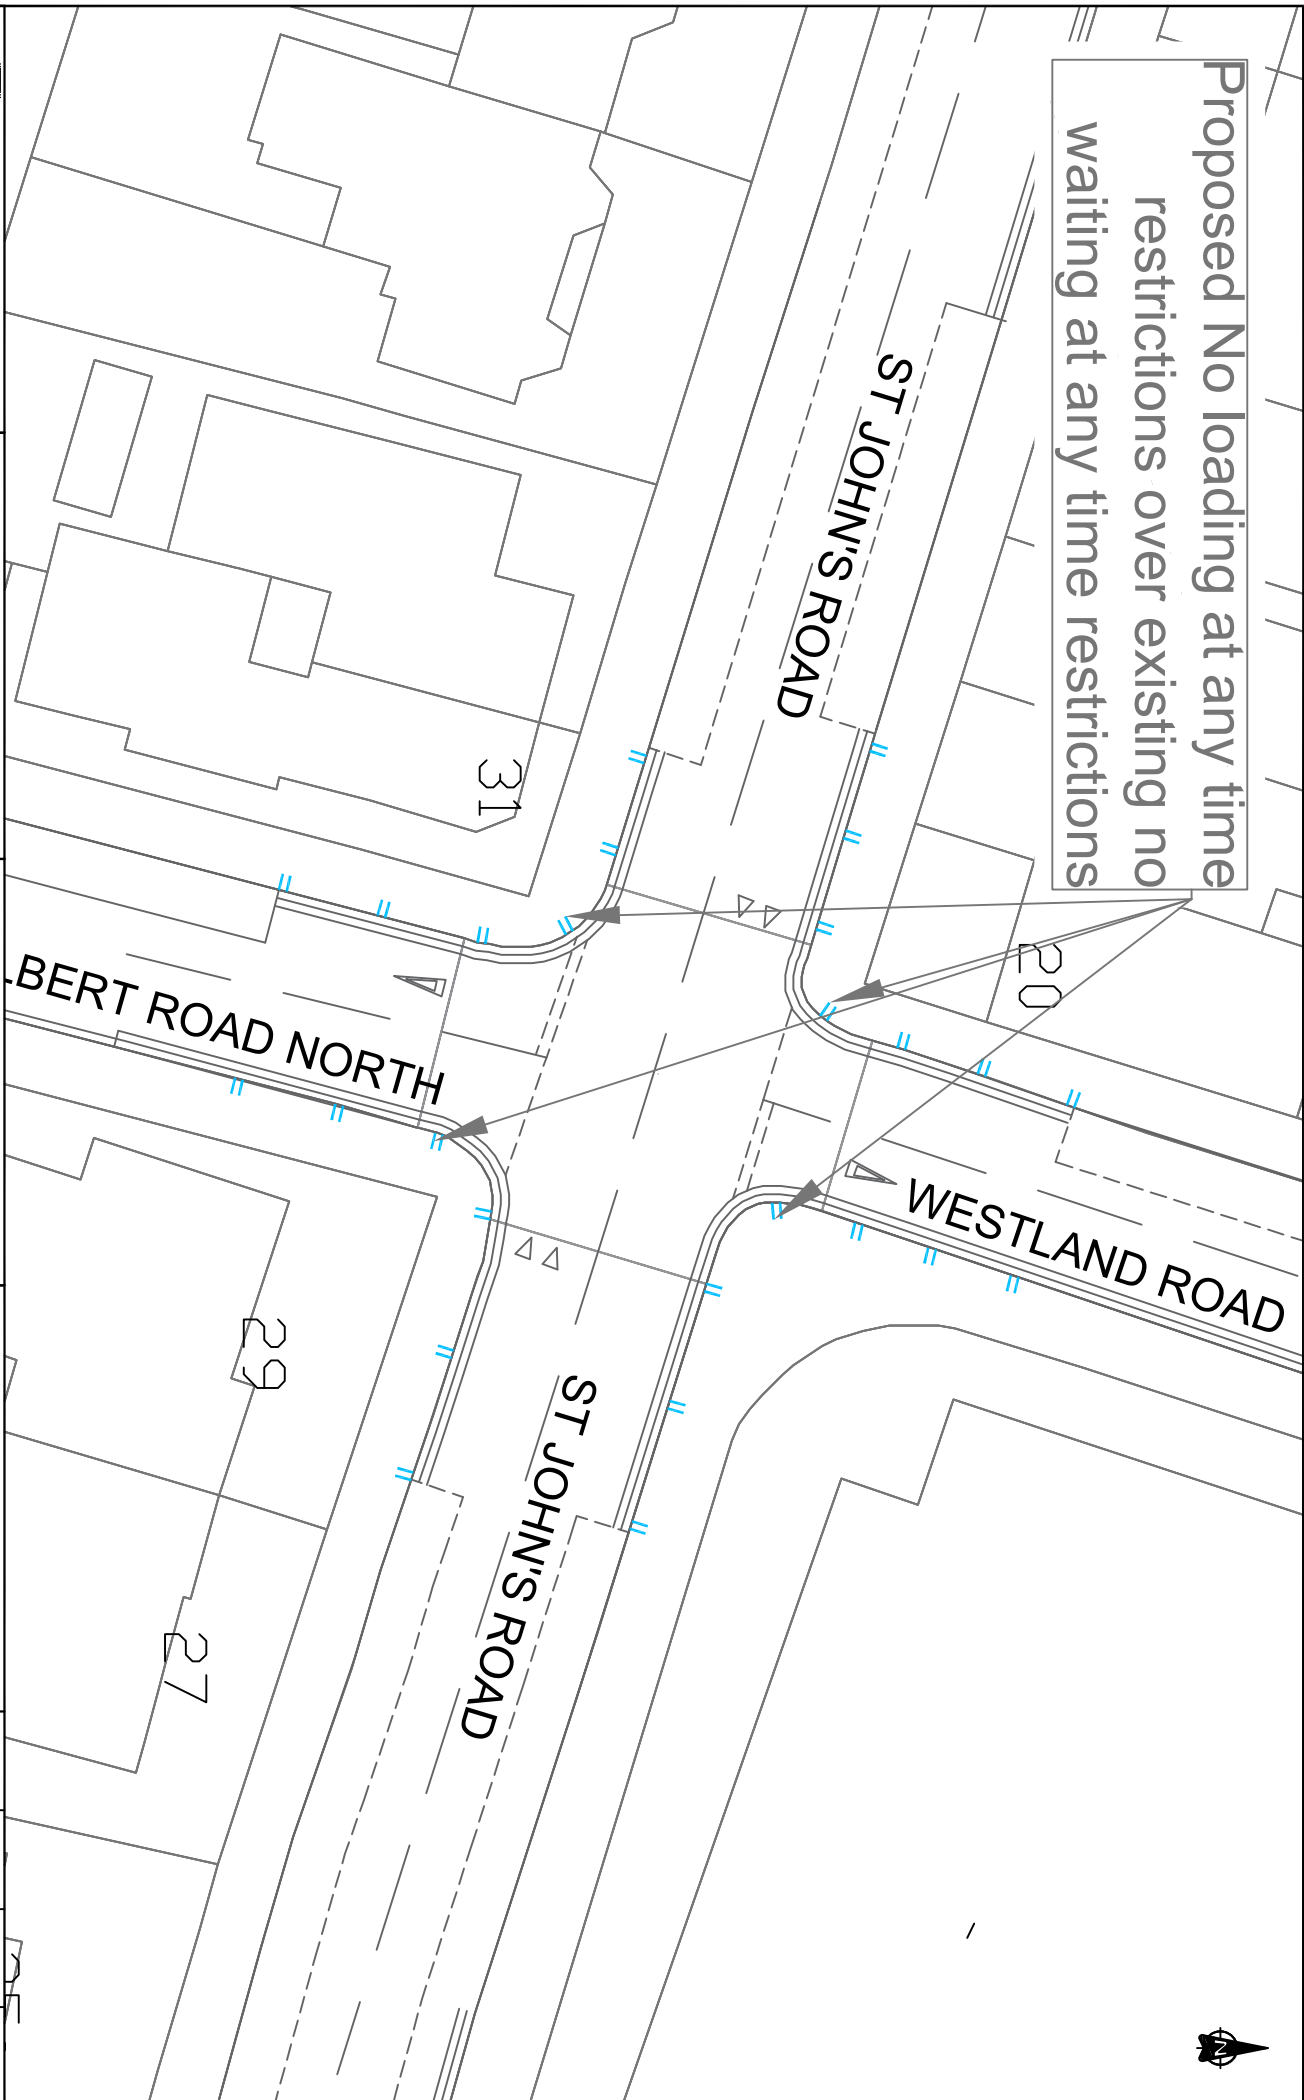 Proposed No loading at any time
restrictions over existing no
waiting at any time restrictions
ST JOHN'S ROAD
20
31
LBERT ROAD NORTH
WESTLAND ROAD
29
ST JOHN'S ROAD
27
N